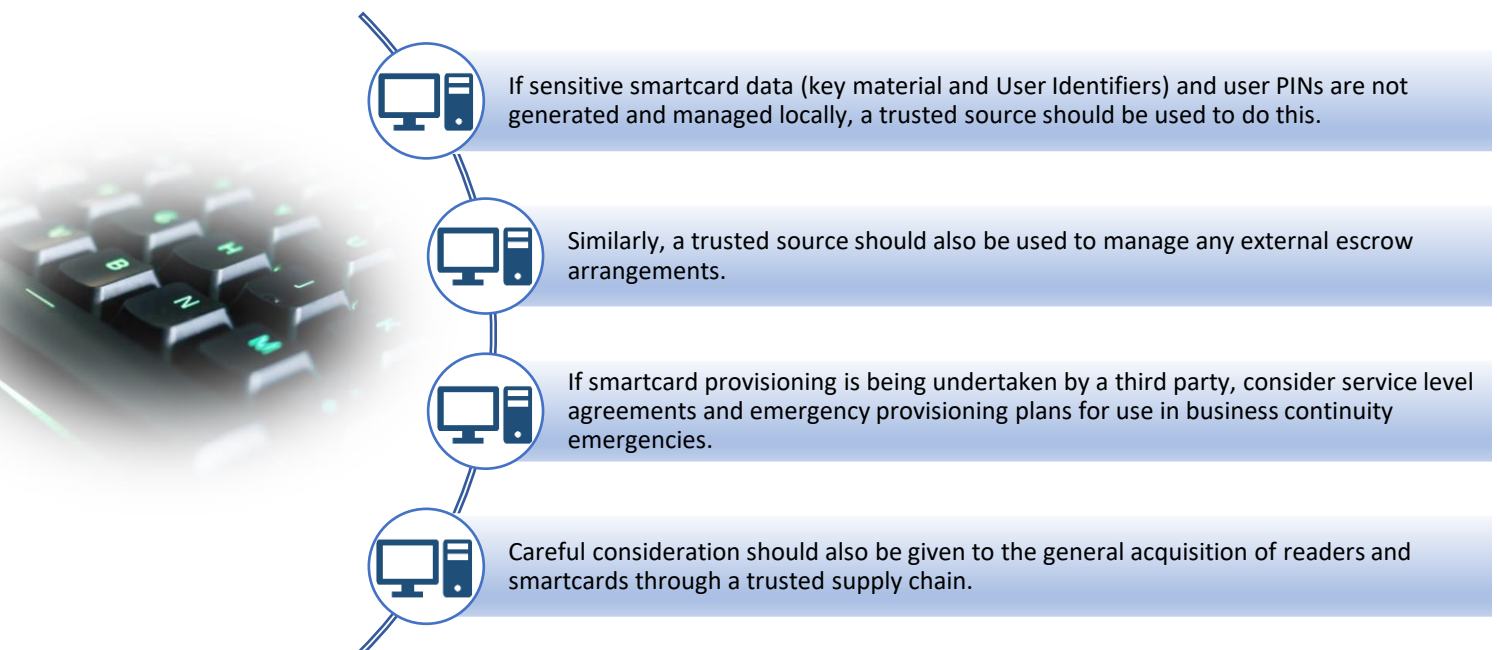 If sensitive smartcard data (key material and User Identifiers) and user PINs are not
generated and managed locally, a trusted source should be used to do this.
Similarly, a trusted source should also be used to manage any external escrow
arrangements.
If smartcard provisioning is being undertaken by a third party, consider service level
agreements and emergency provisioning plans for use in business continuity
emergencies.
Careful consideration should also be given to the general acquisition of readers and
smartcards through a trusted supply chain.
B
H
N
J
M